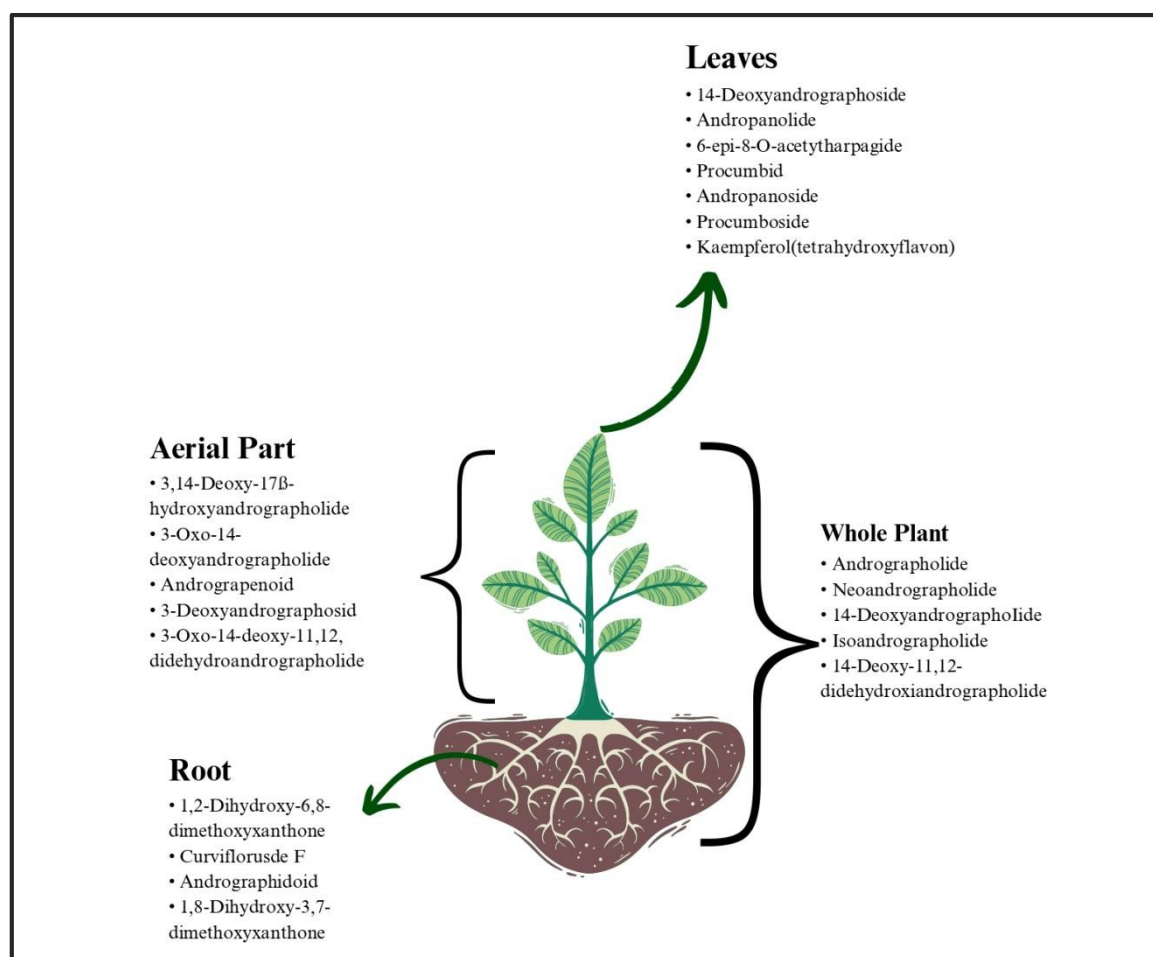 Leaves
• 14-Deoxyandrographoside
• Andropanolide
• 6-epi-8-O-acetytharpagide
• Procumbid
• Andropanoside
• Procumboside
• Kaempferol(tetrahydroxyflavon)
Aerial Part
• 3,14-Deoxy-17ß-
hydroxyandrographolide
• 3-Oxo-14-
deoxyandrographolide
• Andrograpenoid
• 3-Deoxyandrographosid
• 3-Oxo-14-deoxy-11,12,
didehydroandrographolide
Whole Plant
• Andrographolide
• Neoandrographolide
• 14-Deoxyandrographolide
• Isoandrographolide
• 14-Deoxy-11,12-
didehydroxiandrographolide
Root
• 1,2-Dihydroxy-6,8-
dimethoxyxanthone
• Curviflorusde F
• Andrographidoid
• 1,8-Dihydroxy-3,7-
dimethoxyxanthone